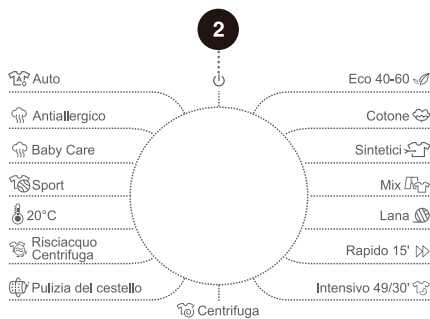 2
Auto
Eco 40-60
Antiallergico
Cotone
Baby Care
Sintetici
Sport
Mix
20°C
Lana
Risciacquo
Centrifuga
Rapido 15'
Pulizia del cestello
Intensivo 49/30'
Centrifuga